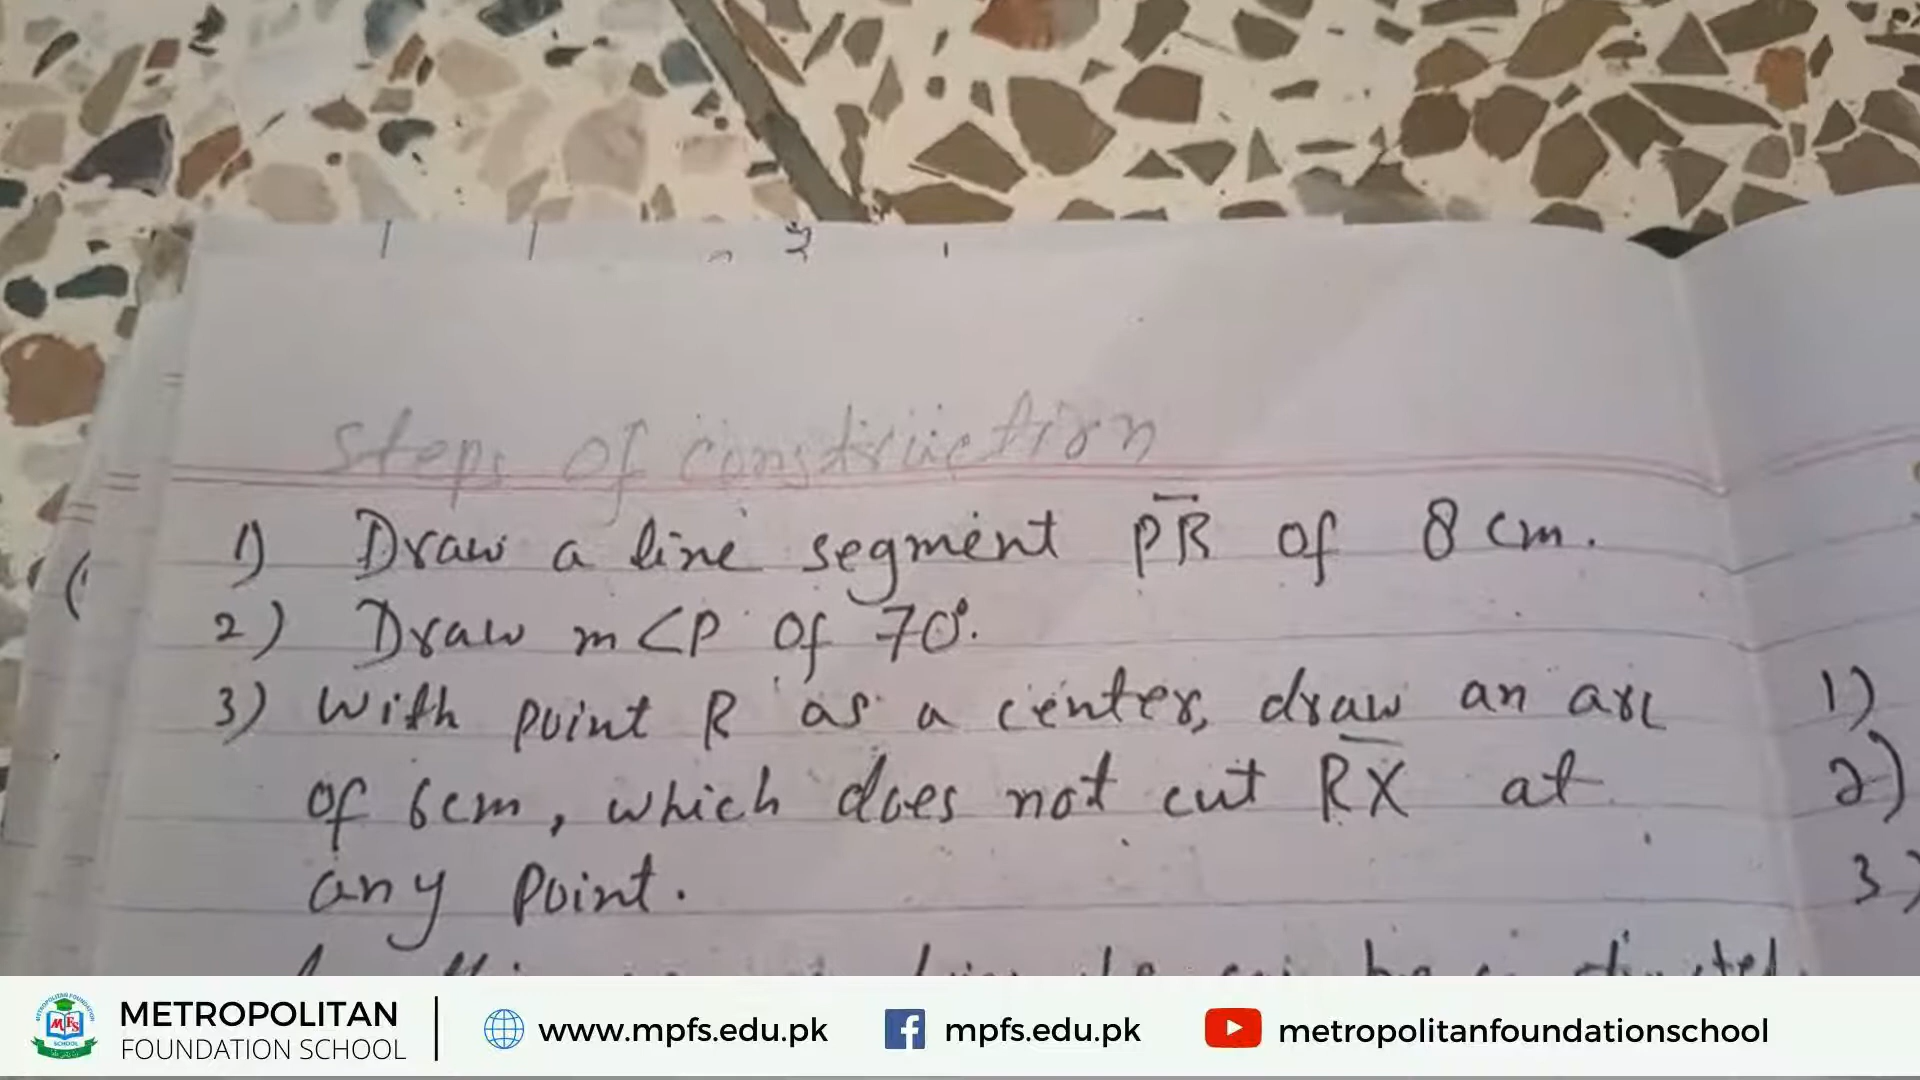 Steps of construction
1) Draw a line segment P̅R̅ of 8 cm.
2) Draw m<P of 70°.
3) With point R as a center, draw an arc
of 6cm, which does not cut R̅X̅ at
any point.
1)
2)
3)
METROPOLITAN
FOUNDATION SCHOOL
MFS
SCHOOL
www.mpfs.edu.pk
mpfs.edu.pk
metropolitanfoundationschool